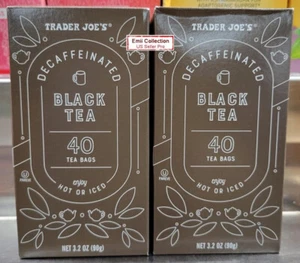 TRADER JOE'S®
DECAFFEINATED
BLACK
TEA
40
TEA BAGS
enjoy
HOT OR ICED
NET 3.2 OZ (90g)
Emil Collection
US Seller Pro
TRADER JOE'S®
DECAFFEINATED
BLACK
TEA
40
TEA BAGS
enjoy
HOT OR ICED
NET 3.2 OZ (90g)